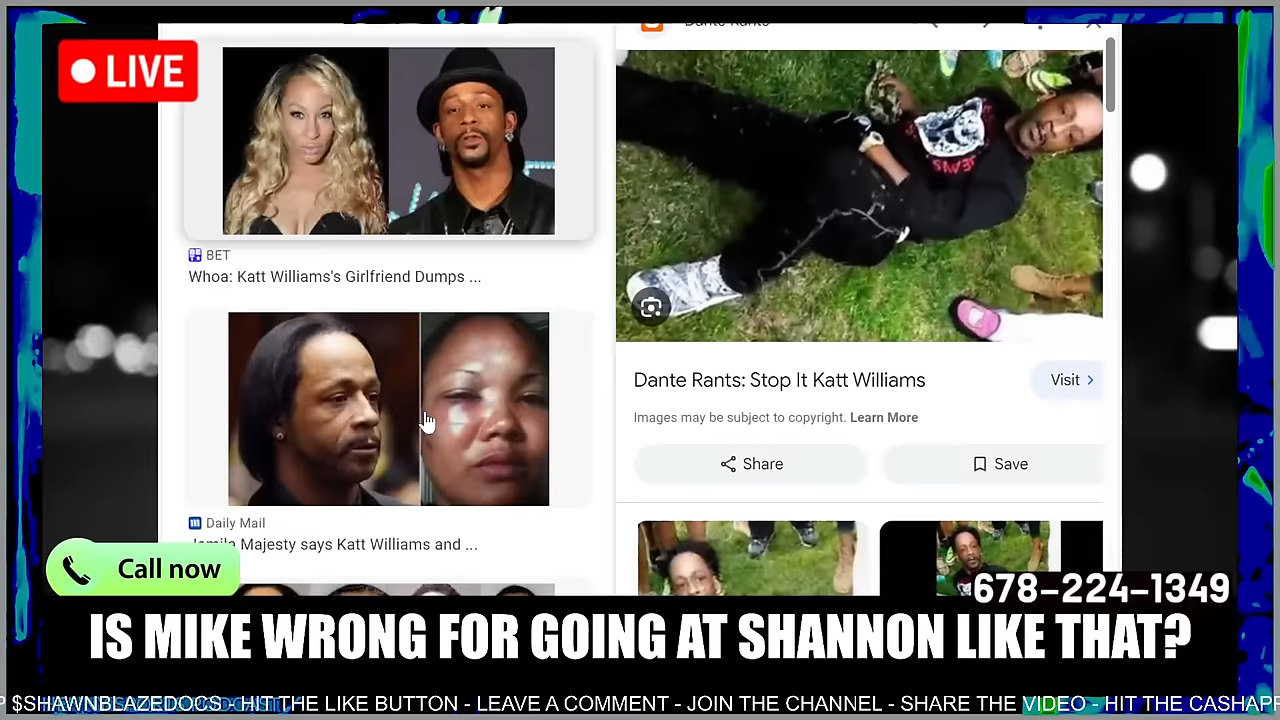 LIVE
Dante Rants
BET
Whoa: Katt Williams's Girlfriend Dumps ...
Dante Rants: Stop It Katt Williams
Visit
Images may be subject to copyright. Learn More
Share
Save
Daily Mail
Jamila Majesty says Katt Williams and ...
Call now
678-224-1349
IS MIKE WRONG FOR GOING AT SHANNON LIKE THAT?
P $SHAWNBLAZEDOCS - HIT THE LIKE BUTTON - LEAVE A COMMENT - JOIN THE CHANNEL - SHARE THE VIDEO - HIT THE CASHAP